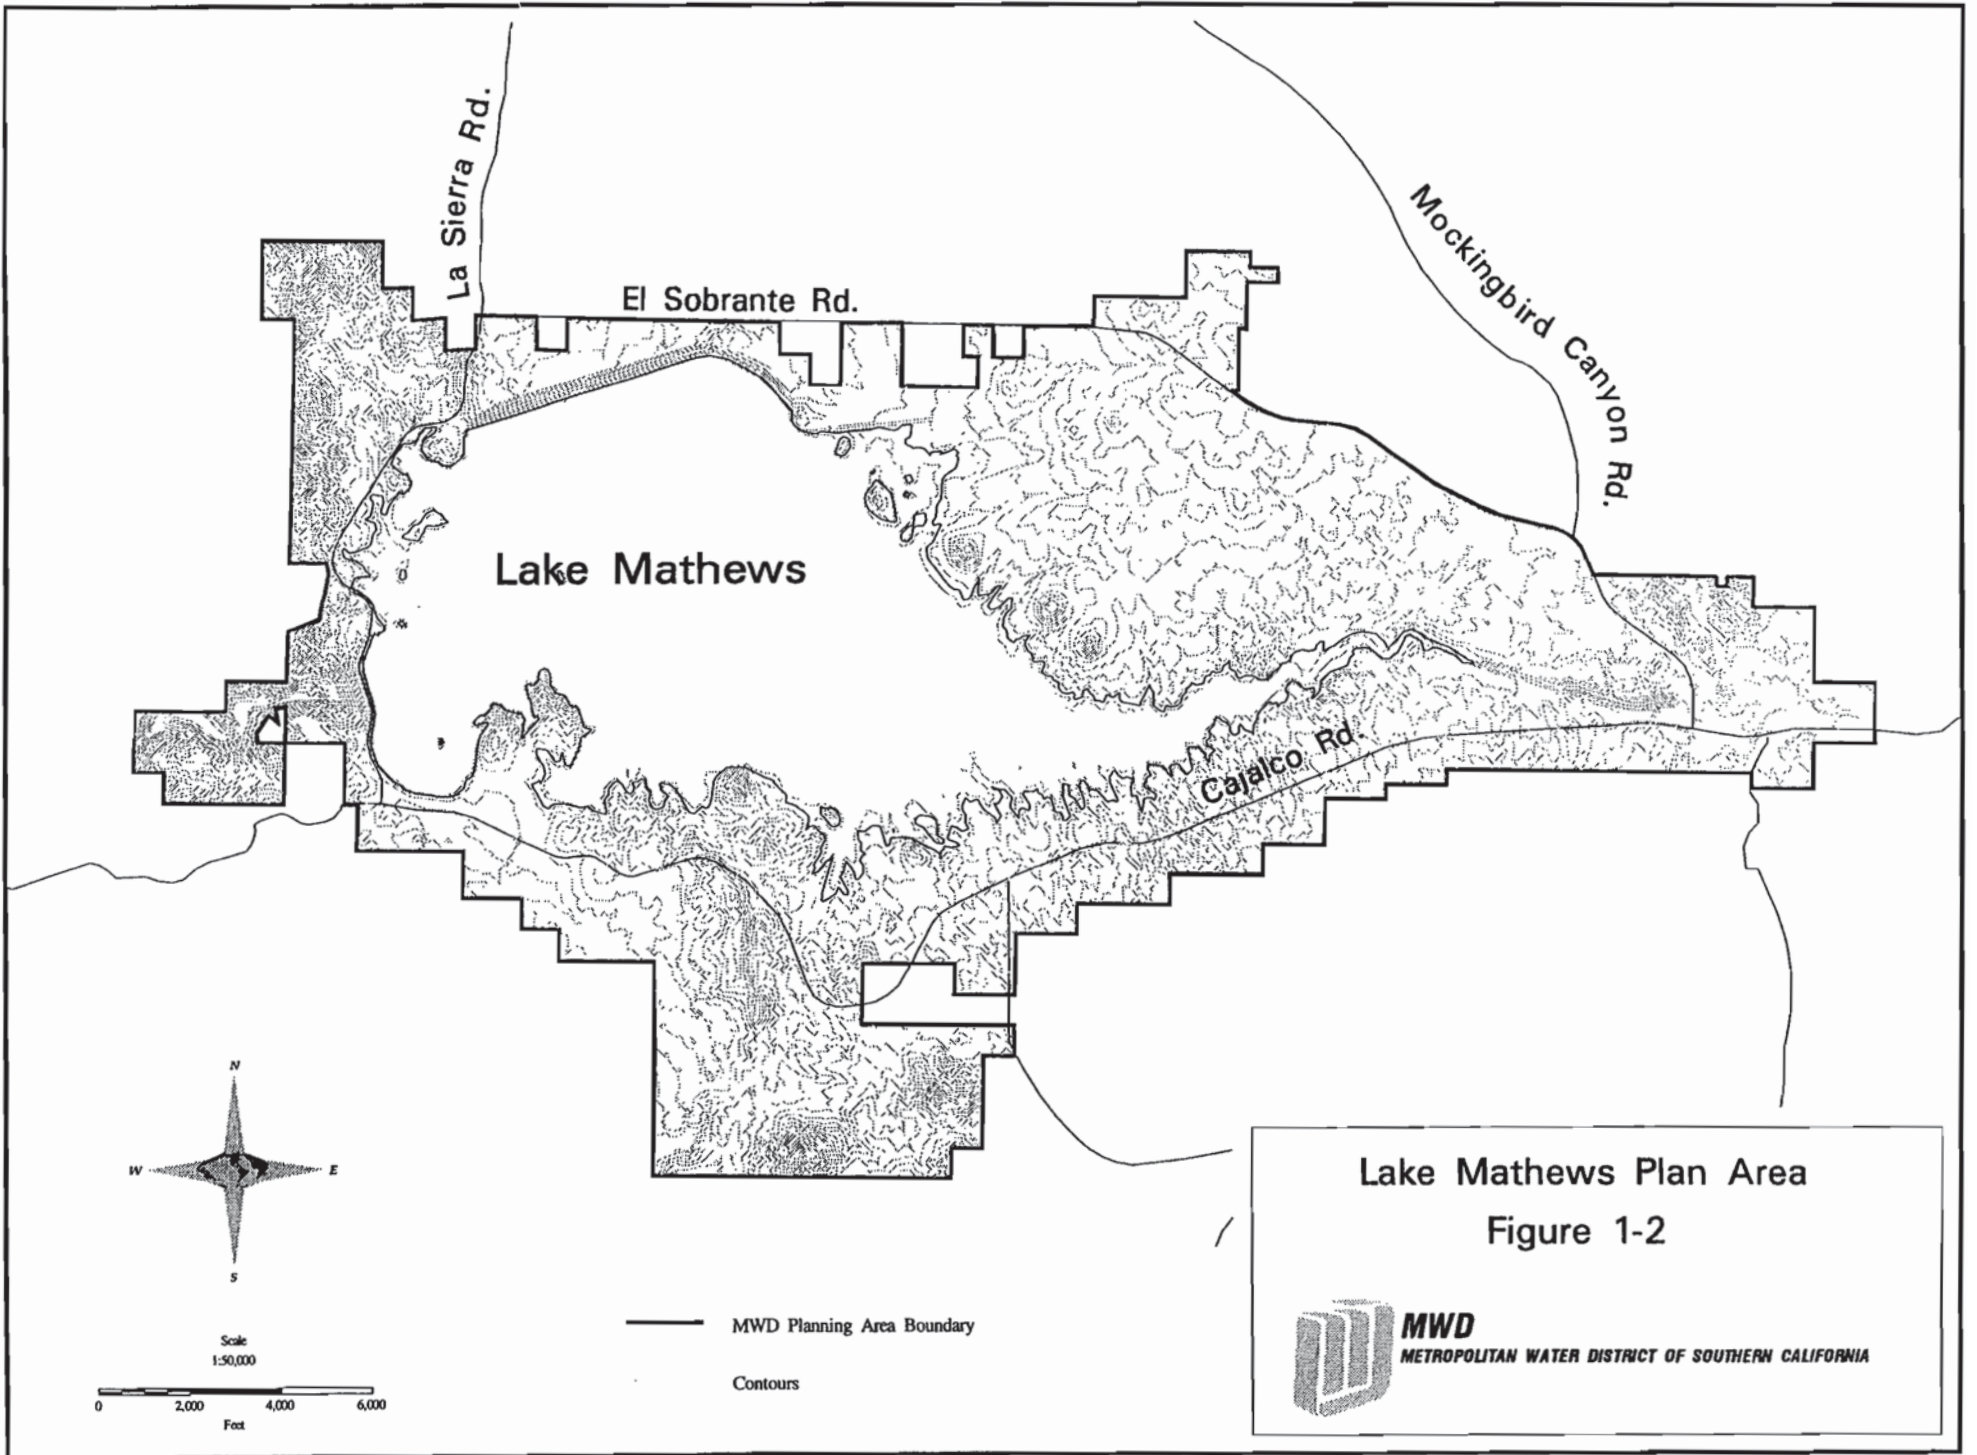 La Sierra Rd.
Mockingbird Canyon Rd.
El Sobrante Rd.
Lake Mathews
Cajalco Rd.
N
W
E
S
Scale
1:50,000
0 2,000 4,000 6,000
Feet
MWD Planning Area Boundary
Contours
Lake Mathews Plan Area
Figure 1-2
MWD
METROPOLITAN WATER DISTRICT OF SOUTHERN CALIFORNIA